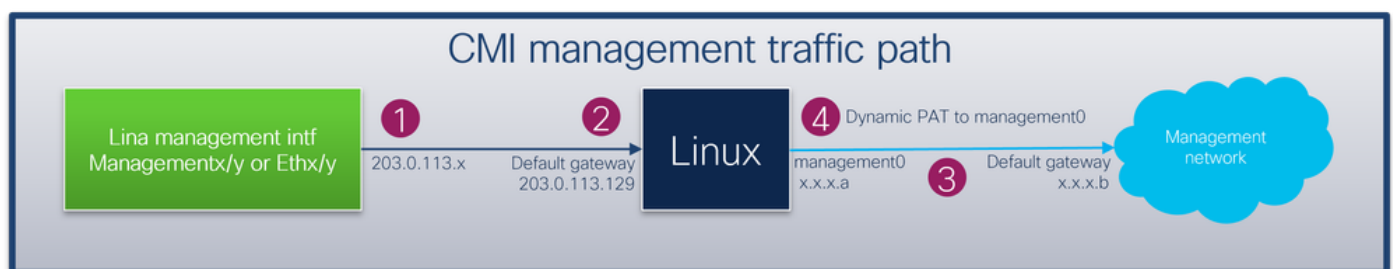 CMI management traffic path
Lina management intf
Managementx/y or Ethx/y
1
203.0.113.x
2
Default gateway
203.0.113.129
Linux
4
Dynamic PAT to management0
management0
x.x.x.a
3
Default gateway
x.x.x.b
Management
network